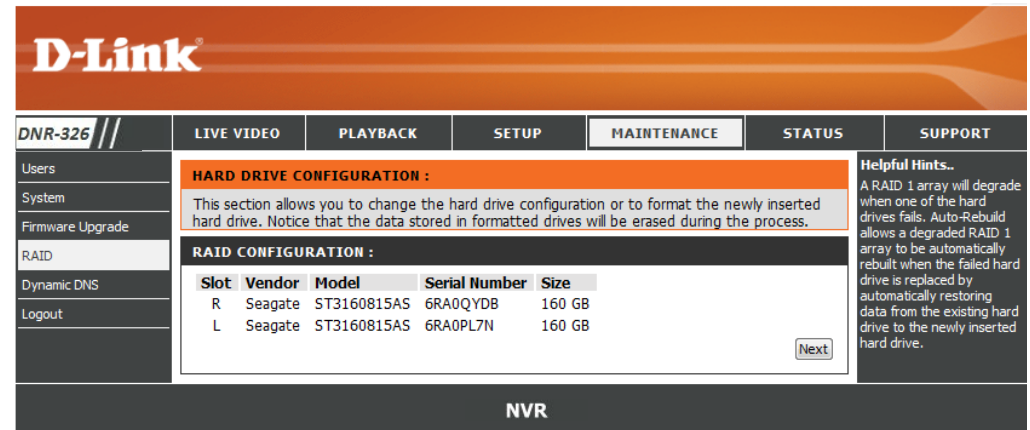 D-Link®
DNR-326
LIVE VIDEO
PLAYBACK
SETUP
MAINTENANCE
STATUS
SUPPORT
Users
System
Firmware Upgrade
RAID
Dynamic DNS
Logout
HARD DRIVE CONFIGURATION :
This section allows you to change the hard drive configuration or to format the newly inserted
hard drive. Notice that the data stored in formatted drives will be erased during the process.
RAID CONFIGURATION :
Slot Vendor Model Serial Number Size
R Seagate ST3160815AS 6RA0QYDB 160 GB
L Seagate ST3160815AS 6RA0PL7N 160 GB
Next
Helpful Hints..
A RAID 1 array will degrade
when one of the hard
drives fails. Auto-Rebuild
allows a degraded RAID 1
array to be automatically
rebuilt when the failed hard
drive is replaced by
automatically restoring
data from the existing hard
drive to the newly inserted
hard drive.
NVR